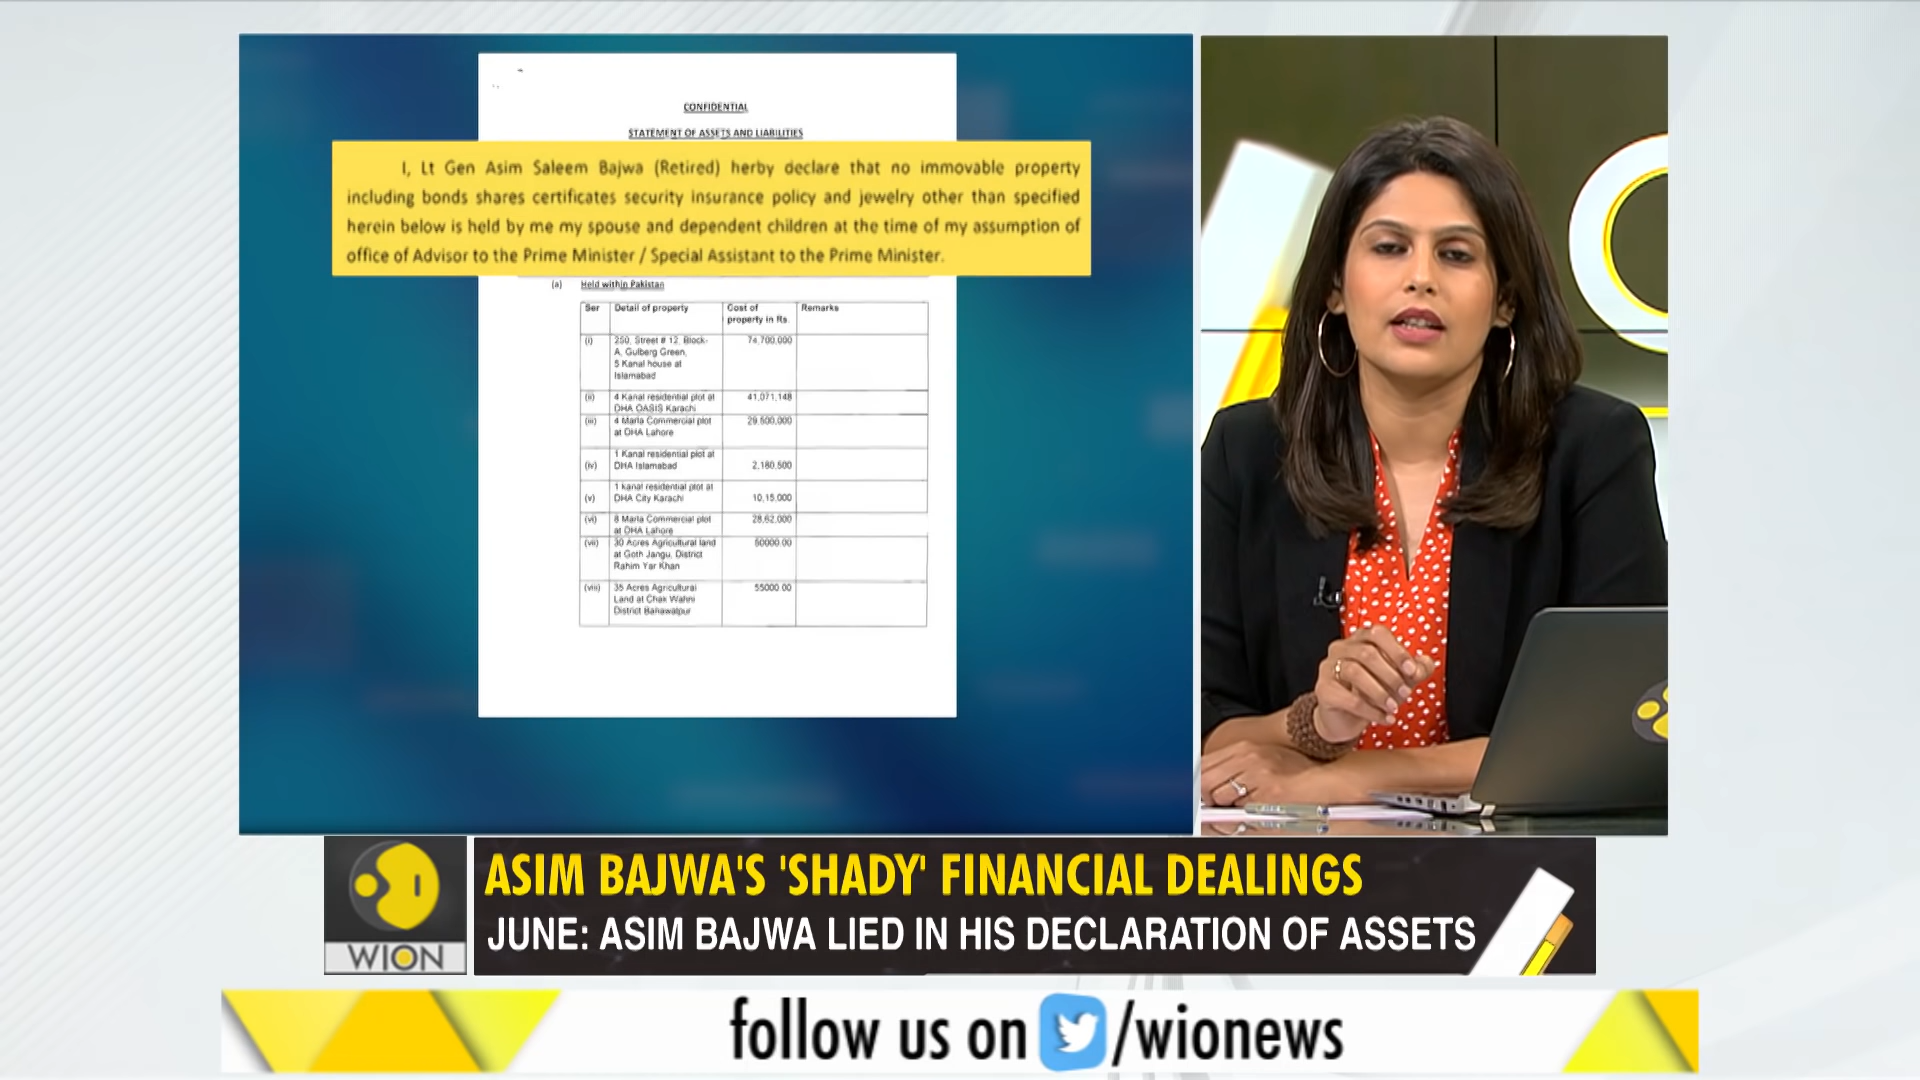 CONFIDENTIAL
STATEMENT OF ASSETS AND LIABILITIES
I, Lt Gen Asim Saleem Bajwa (Retired) herby declare that no immovable property
including bonds shares certificates security insurance policy and jewelry other than specified
herein below is held by me my spouse and dependent children at the time of my assumption of
office of Advisor to the Prime Minister / Special Assistant to the Prime Minister.
(a) Held within Pakistan
Ser Detail of property Cost of property in Rs. Remarks
(i) 250, Street # 12, Block-
A, Gulberg Green,
5 Kanal house at
Islamabad
74,700,000
(ii) 4 Kanal residential plot at
DHA OASIS Karachi
41,071,148
(iii) 4 Marla Commercial plot
at DHA Lahore
29,500,000
(iv) 1 Kanal residential plot at
DHA Islamabad
2,180,500
(v) 1 kanal residential plot at
DHA City Karachi
10,15,000
(vi) 8 Marla Commercial plot
at DHA Lahore
28,62,000
(vii) 30 Acres Agricultural land
at Goth Jangu, District
Rahim Yar Khan
50000.00
(viii) 35 Acres Agricultural
Land at Chak Wahni
District Bahawalpur
55000.00
ASIM BAJWA'S 'SHADY' FINANCIAL DEALINGS
JUNE: ASIM BAJWA LIED IN HIS DECLARATION OF ASSETS
WION
follow us on /wionews